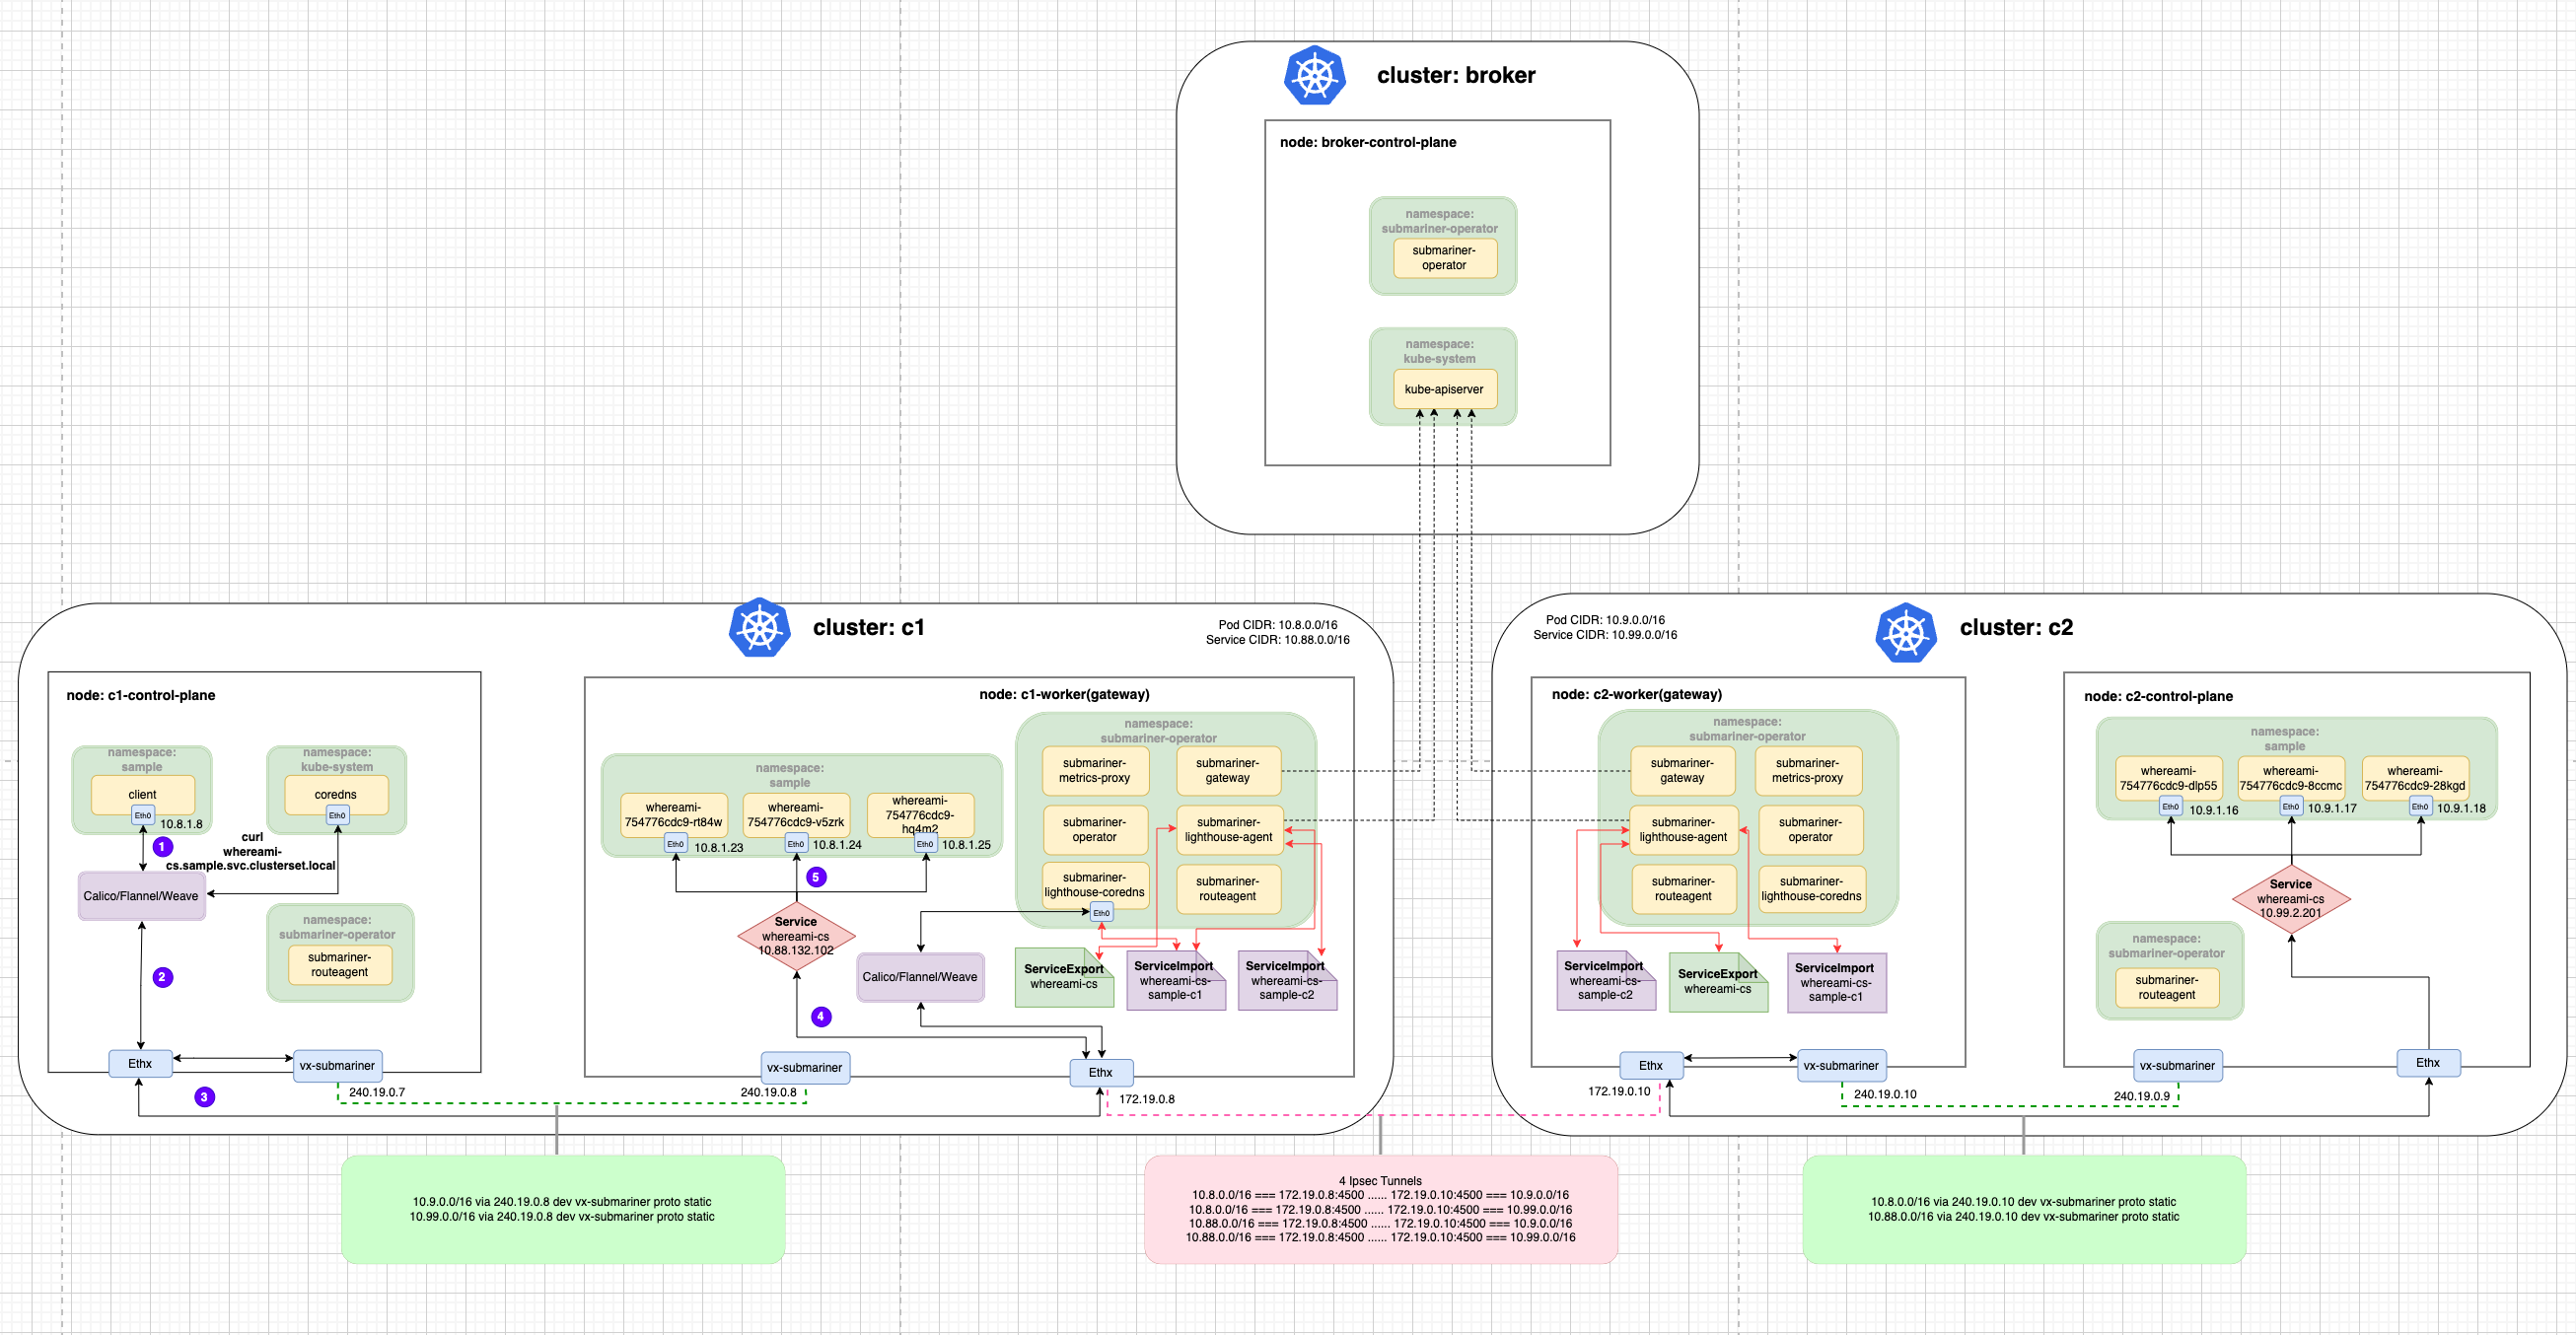 cluster: broker
node: broker-control-plane
namespace:
submariner-operator
submariner-
operator
namespace:
kube-system
kube-apiserver
cluster: c1
Pod CIDR: 10.8.0.0/16
Service CIDR: 10.88.0.0/16
node: c1-control-plane
namespace:
sample
client
Eth0
10.8.1.8
namespace:
kube-system
coredns
Eth0
1
curl
whereami-
cs.sample.svc.clusterset.local
Calico/Flannel/Weave
namespace:
submariner-operator
submariner-
routeagent
2
Ethx
vx-submariner
240.19.0.7
3
node: c1-worker(gateway)
namespace:
sample
whereami-
754776cdc9-rt84w
Eth0
10.8.1.23
whereami-
754776cdc9-v5zrk
Eth0
10.8.1.24
whereami-
754776cdc9-
hq4m2
Eth0
10.8.1.25
5
Service
whereami-cs
10.88.132.102
4
Calico/Flannel/Weave
namespace:
submariner-operator
submariner-
metrics-proxy
submariner-
gateway
submariner-
operator
submariner-
lighthouse-agent
submariner-
lighthouse-coredns
Eth0
submariner-
routeagent
ServiceExport
whereami-cs
ServiceImport
whereami-cs-
sample-c1
ServiceImport
whereami-cs-
sample-c2
vx-submariner
240.19.0.8
Ethx
172.19.0.8
Pod CIDR: 10.9.0.0/16
Service CIDR: 10.99.0.0/16
cluster: c2
node: c2-worker(gateway)
namespace:
submariner-operator
submariner-
gateway
submariner-
metrics-proxy
submariner-
lighthouse-agent
submariner-
operator
submariner-
routeagent
submariner-
lighthouse-coredns
ServiceImport
whereami-cs-
sample-c2
ServiceExport
whereami-cs
ServiceImport
whereami-cs-
sample-c1
Ethx
172.19.0.10
vx-submariner
240.19.0.10
node: c2-control-plane
namespace:
sample
whereami-
754776cdc9-dlp55
Eth0
10.9.1.16
whereami-
754776cdc9-8ccmc
Eth0
10.9.1.17
whereami-
754776cdc9-28kgd
Eth0
10.9.1.18
Service
whereami-cs
10.99.2.201
namespace:
submariner-operator
submariner-
routeagent
vx-submariner
240.19.0.9
Ethx
10.9.0.0/16 via 240.19.0.8 dev vx-submariner proto static
10.99.0.0/16 via 240.19.0.8 dev vx-submariner proto static
4 Ipsec Tunnels
10.8.0.0/16 === 172.19.0.8:4500 ...... 172.19.0.10:4500 === 10.9.0.0/16
10.8.0.0/16 === 172.19.0.8:4500 ...... 172.19.0.10:4500 === 10.99.0.0/16
10.88.0.0/16 === 172.19.0.8:4500 ...... 172.19.0.10:4500 === 10.9.0.0/16
10.88.0.0/16 === 172.19.0.8:4500 ...... 172.19.0.10:4500 === 10.99.0.0/16
10.8.0.0/16 via 240.19.0.10 dev vx-submariner proto static
10.88.0.0/16 via 240.19.0.10 dev vx-submariner proto static